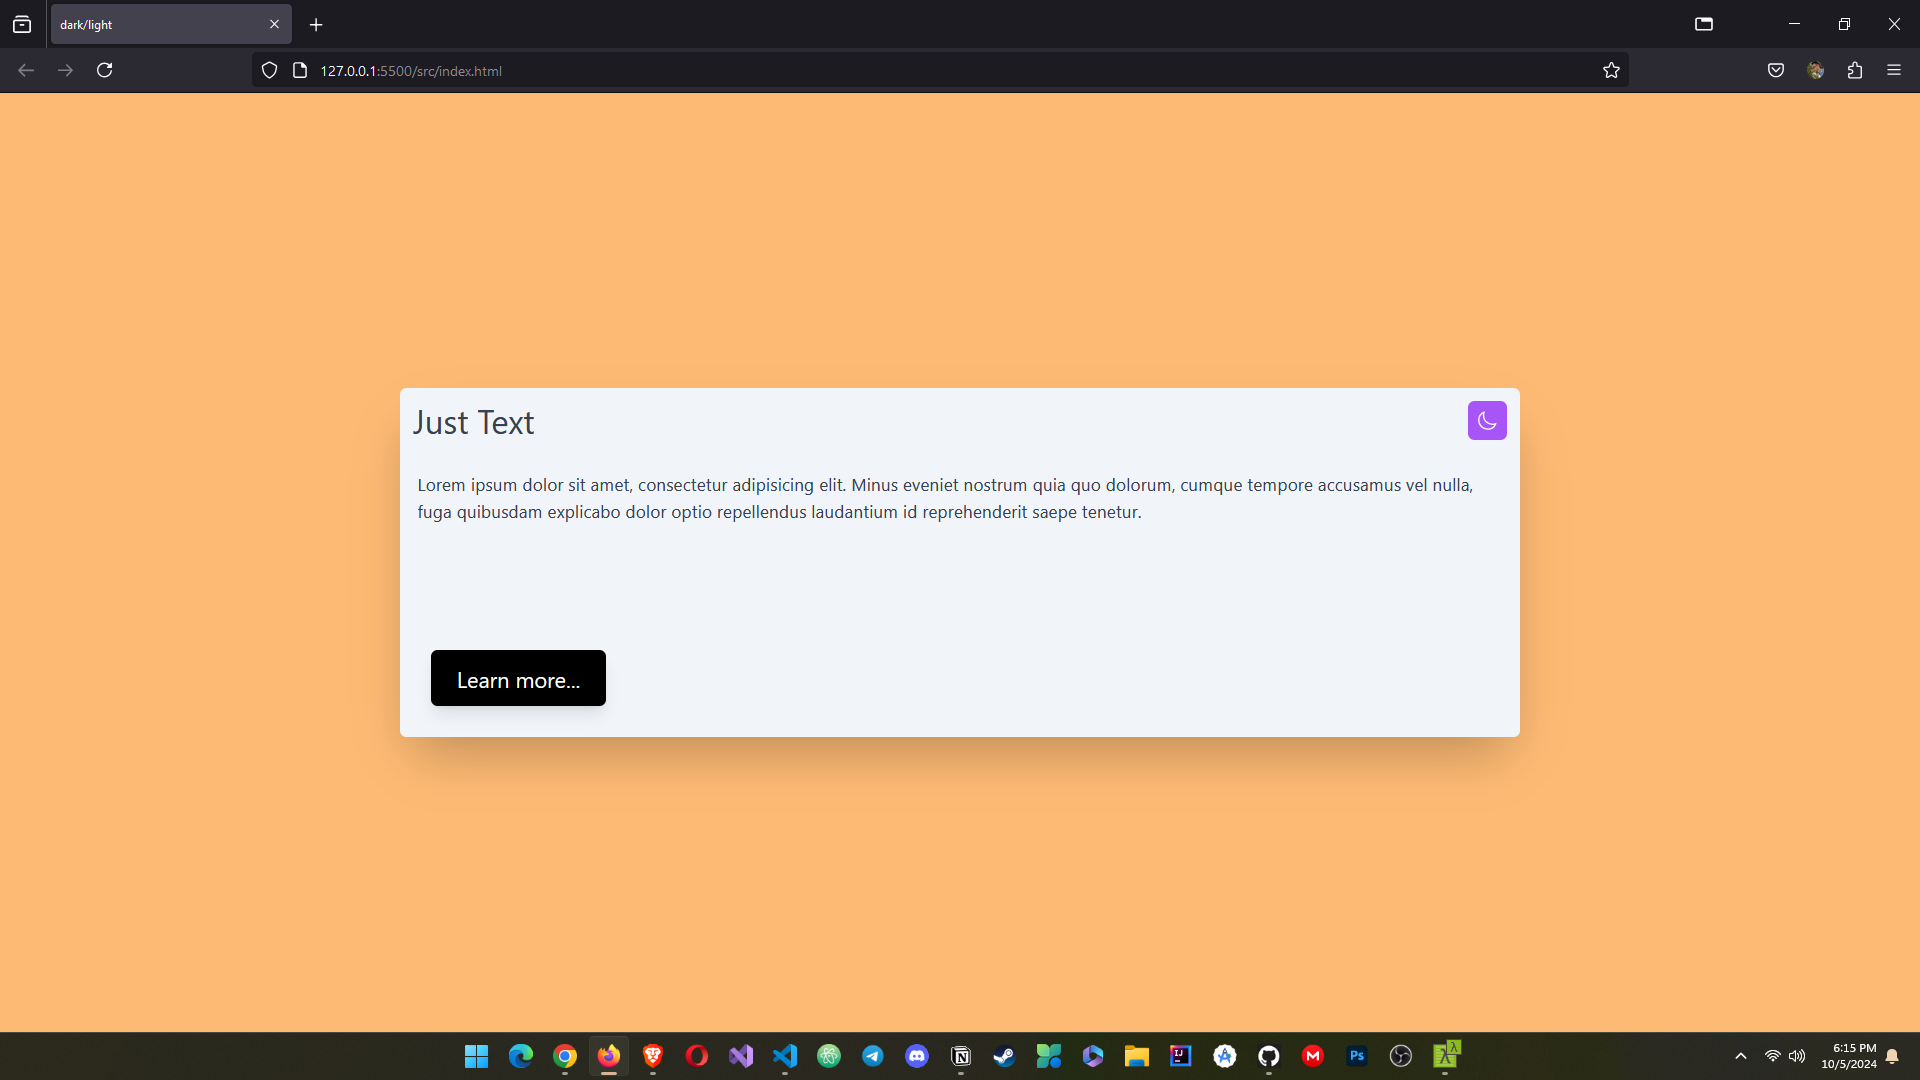 dark/light
127.0.0.1:5500/src/index.html
Just Text
Lorem ipsum dolor sit amet, consectetur adipisicing elit. Minus eveniet nostrum quia quo dolorum, cumque tempore accusamus vel nulla,
fuga quibusdam explicabo dolor optio repellendus laudantium id reprehenderit saepe tenetur.
Learn more...
6:15 PM
10/5/2024